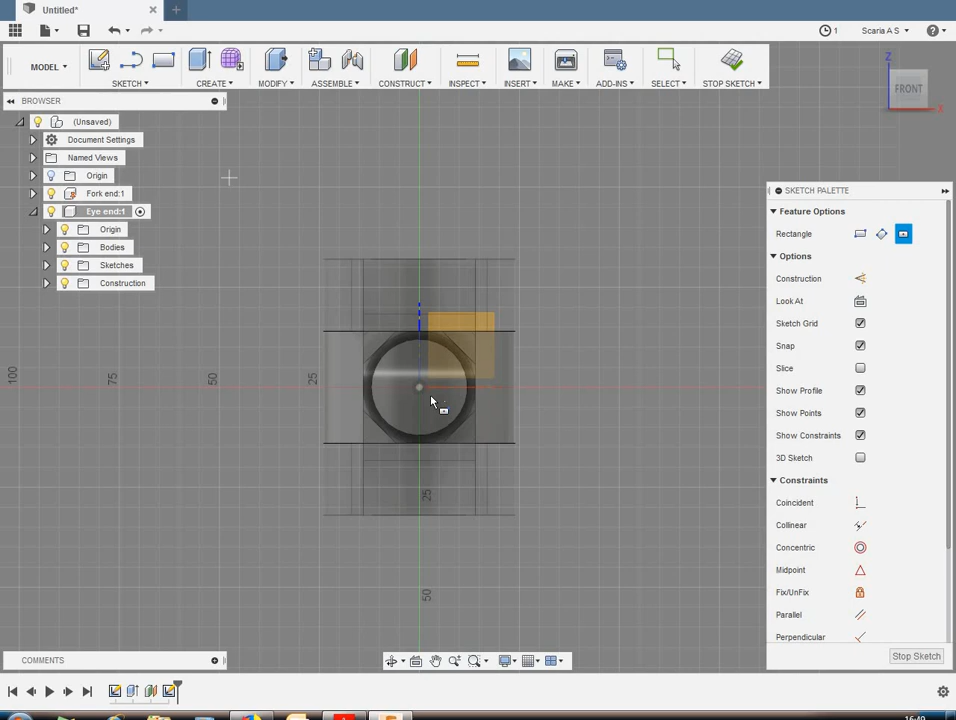 Untitled*
1 Scaria A S
MODEL SKETCH CREATE MODIFY ASSEMBLE CONSTRUCT INSPECT INSERT MAKE ADD-INS SELECT STOP SKETCH
BROWSER
(Unsaved)
Document Settings
Named Views
Origin
Fork end:1
Eye end:1
Origin
Bodies
Sketches
Construction
Z
FRONT
X
100 75 50 25
25
50
SKETCH PALETTE
Feature Options
Rectangle
Options
Construction
Look At
Sketch Grid
Snap
Slice
Show Profile
Show Points
Show Constraints
3D Sketch
Constraints
Coincident
Collinear
Concentric
Midpoint
Fix/UnFix
Parallel
Perpendicular
Stop Sketch
COMMENTS
16:49